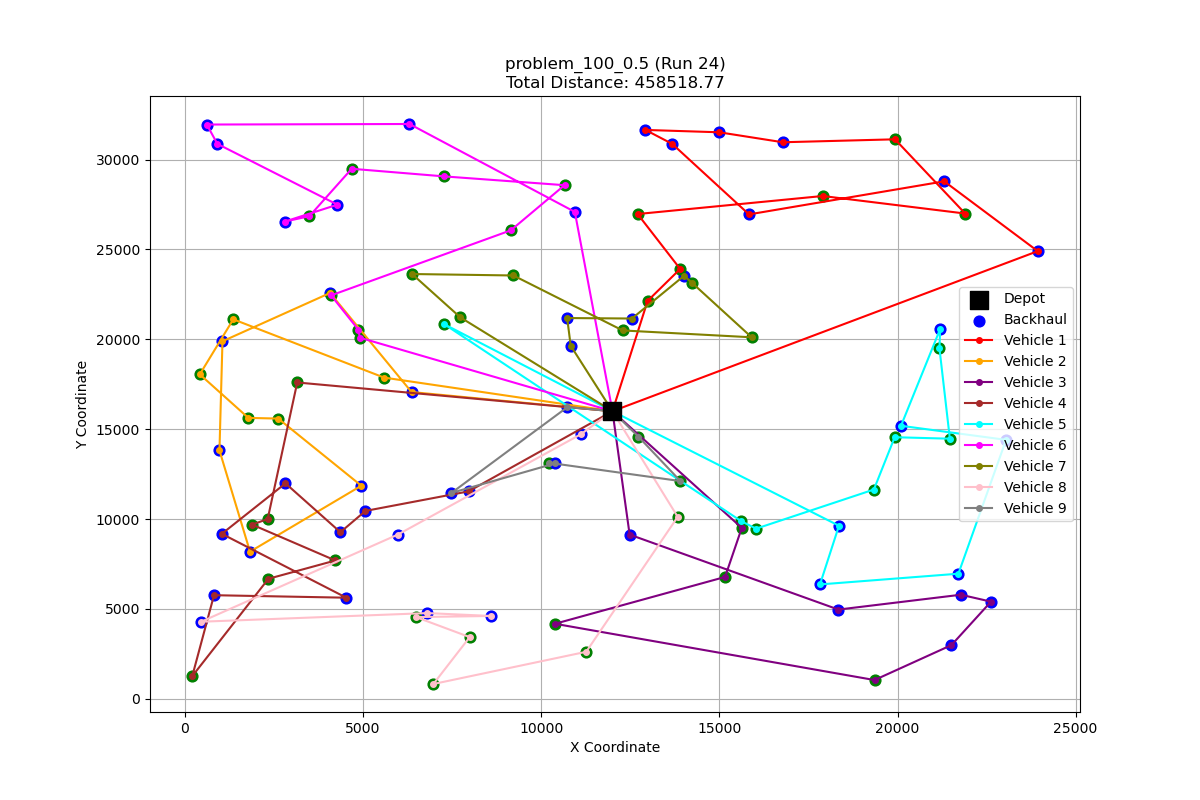 problem_100_0.5 (Run 24)
Total Distance: 458518.77
Y Coordinate
30000
25000
20000
15000
10000
5000
0
Depot
Backhaul
Vehicle 1
Vehicle 2
Vehicle 3
Vehicle 4
Vehicle 5
Vehicle 6
Vehicle 7
Vehicle 8
Vehicle 9
0 5000 10000 15000 20000 25000
X Coordinate